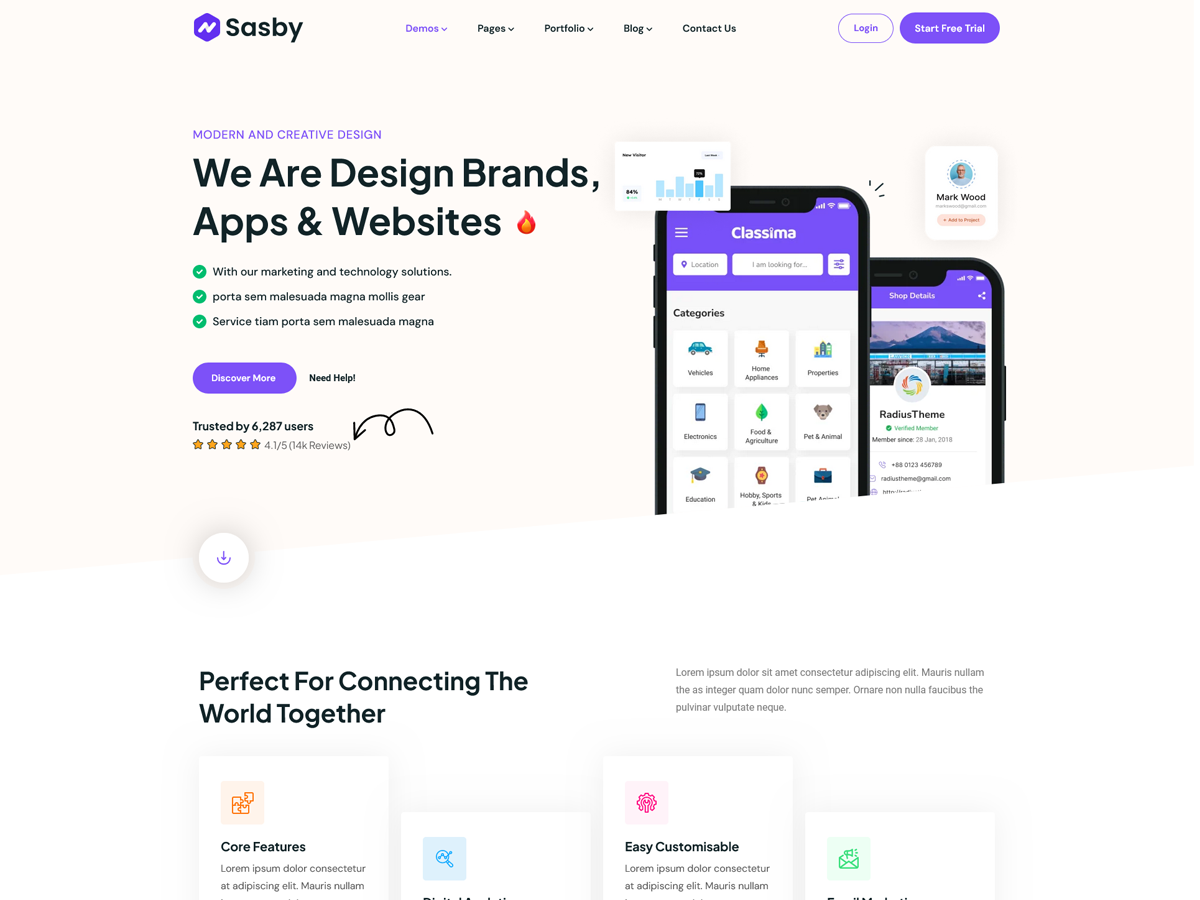 Sasby
Demos
Pages
Portfolio
Blog
Contact Us
Login
Start Free Trial
MODERN AND CREATIVE DESIGN
We Are Design Brands,
Apps & Websites
With our marketing and technology solutions.
porta sem malesuada magna mollis gear
Service tiam porta sem malesuada magna
Discover More
Need Help!
Trusted by 6,287 users
4.1/5 (14k Reviews)
New Visitor
84%
Mark Wood
markwood@gmail.com
+ Add to Project
Classima
Location
I am looking for...
Categories
Vehicles
Home
Appliances
Properties
Electronics
Food &
Agriculture
Pet & Animal
Education
Hobby, Sports
& Kids
Pet Animal
Shop Details
RadiusTheme
Verified Member
Member since: 28 Jan, 2018
+88 0123 456789
radiustheme@gmail.com
Perfect For Connecting The
World Together
Lorem ipsum dolor sit amet consectetur adipiscing elit. Mauris nullam
the as integer quam dolor nunc semper. Ornare non nulla faucibus the
pulvinar vulputate neque.
Core Features
Lorem ipsum dolor consectetur
at adipiscing elit. Mauris nullam
Easy Customisable
Lorem ipsum dolor consectetur
at adipiscing elit. Mauris nullam